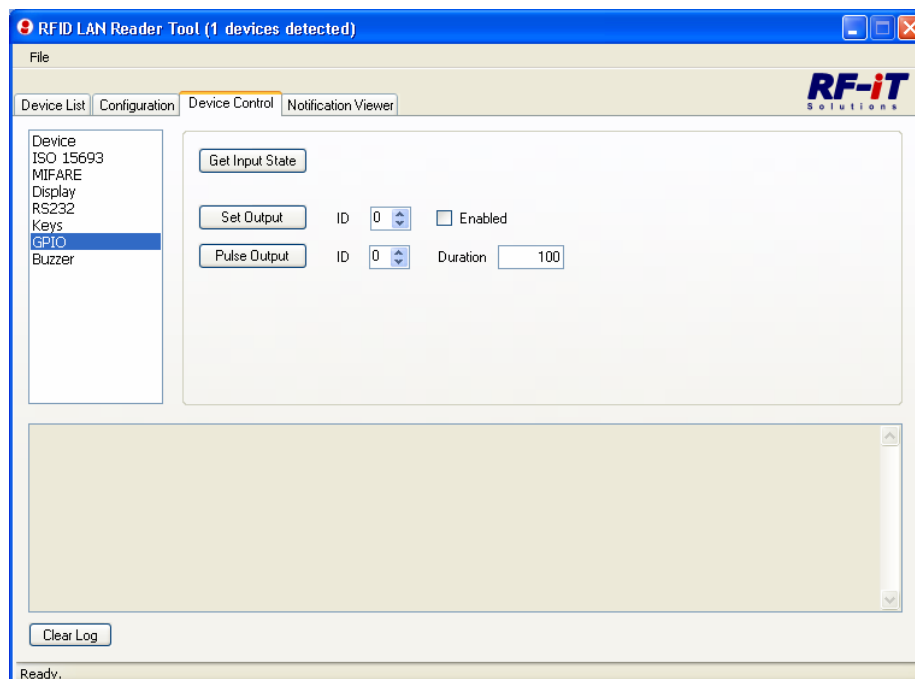 RFID LAN Reader Tool (1 devices detected)
File
RF-iT
Solutions
Device List Configuration Device Control Notification Viewer
Device
ISO 15693
MIFARE
Display
RS232
Keys
GPIO
Buzzer
Get Input State
Set Output ID 0 Enabled
Pulse Output ID 0 Duration 100
Clear Log
Ready.